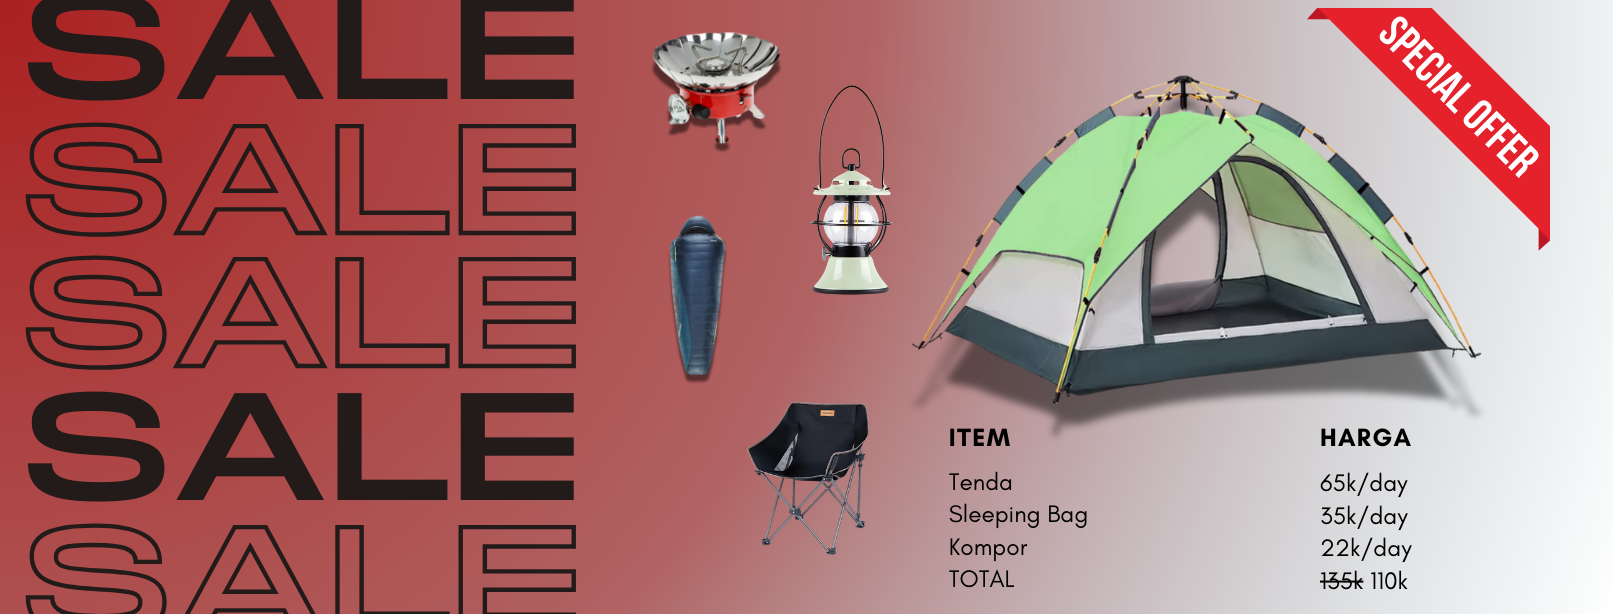 SALE
SALE
SALE
SALE
SALE
SPECIAL OFFER
ITEM HARGA
Tenda 65k/day
Sleeping Bag 35k/day
Kompor 22k/day
TOTAL 135k 110k